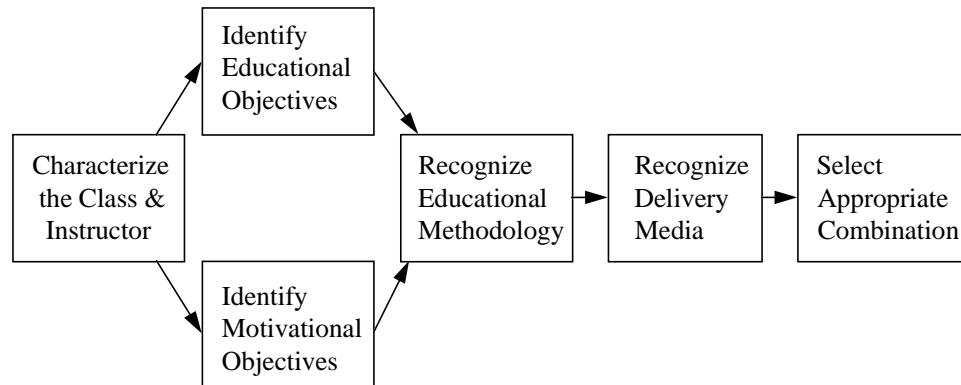 Identify
Educational
Objectives
Characterize
the Class &
Instructor
Recognize
Educational
Methodology
Recognize
Delivery
Media
Select
Appropriate
Combination
Identify
Motivational
Objectives